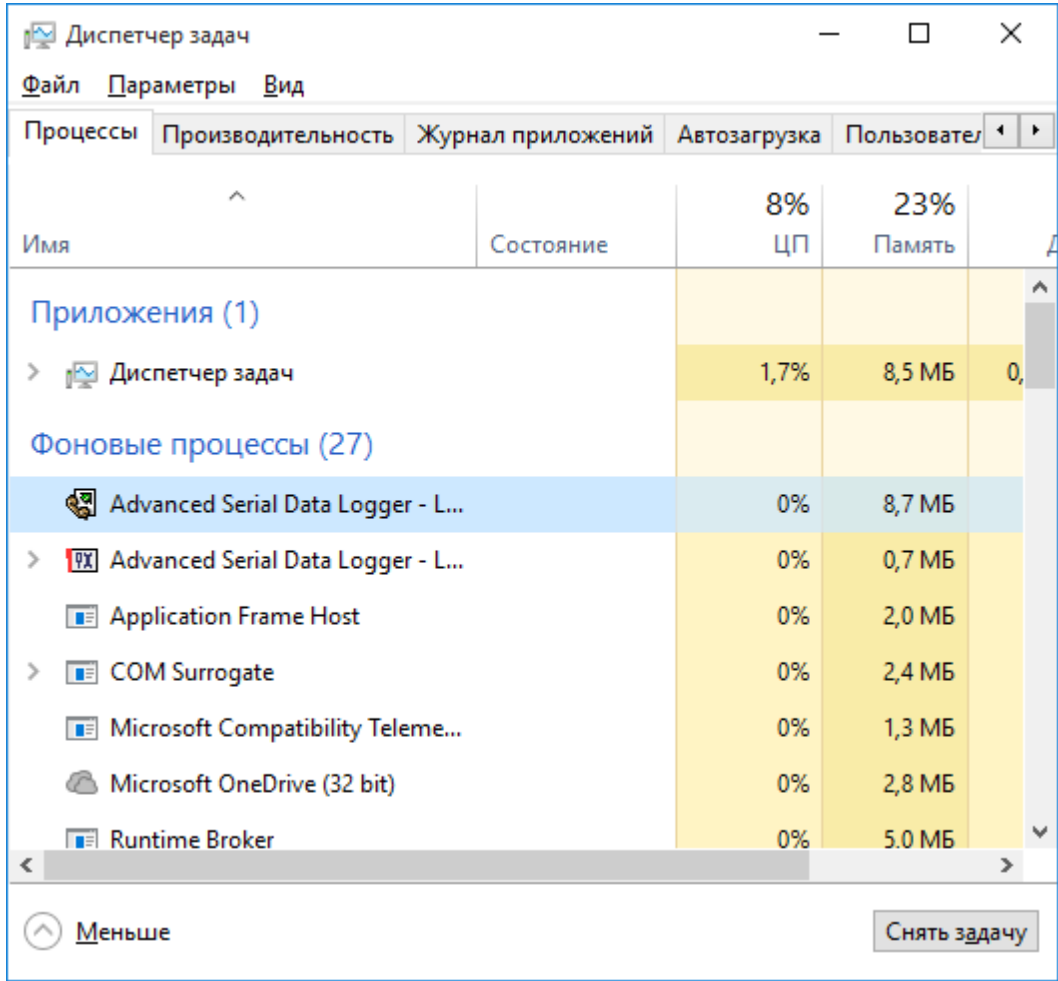 Диспетчер задач
Файл Параметры Вид
Процессы Производительность Журнал приложений Автозагрузка Пользовател
8% 23%
Имя Состояние ЦП Память Д
Приложения (1)
Диспетчер задач 1,7% 8,5 МБ 0,
Фоновые процессы (27)
Advanced Serial Data Logger - L... 0% 8,7 МБ
Advanced Serial Data Logger - L... 0% 0,7 МБ
Application Frame Host 0% 2,0 МБ
COM Surrogate 0% 2,4 МБ
Microsoft Compatibility Teleme... 0% 1,3 МБ
Microsoft OneDrive (32 bit) 0% 2,8 МБ
Runtime Broker 0% 5,0 МБ
Меньше Снять задачу